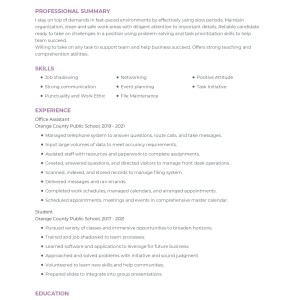 PROFESSIONAL SUMMARY
I stay on top of demands in fast-paced environments by effectively using slow periods. Maintain
organization, clean and safe work areas with diligent attention to important details. Reliable candidate
ready to take on challenges in a position using problem-solving and task prioritization skills to help
team succeed.
Willing to take on any task to support team and help business succeed. Offers strong teaching and
comprehension abilities.
SKILLS
Job shadowing
Networking
Positive Attitude
Strong communication
Event planning
Task Initiative
Punctuality and Work Ethic
File Maintenance
EXPERIENCE
Office Assistant
Orange County Public School, 2019 - 2021
Managed telephone system to answer questions, route calls, and take messages.
Input large volumes of data to meet accuracy requirements.
Assisted staff with resources and paperwork to complete assignments.
Created, answered questions, and directed visitors to manage front desk operations.
Scanned, indexed, and stored records to manage filing system.
Delivered messages and ran errands.
Completed work schedules, managed calendars, and arranged appointments.
Scheduled appointments, meetings and events in comprehensive calendar management.
Student
Orange County Public School, 2017 - 2021
Pursued variety of classes and immersive opportunities to broaden horizons.
Trained and job shadowed to learn processes.
Learned software and applications to leverage for future business.
Approached and solved problems with initiative and sound judgment.
Volunteered to learn new skills and help community.
Prepared slides to integrate into group presentations.
EDUCATION